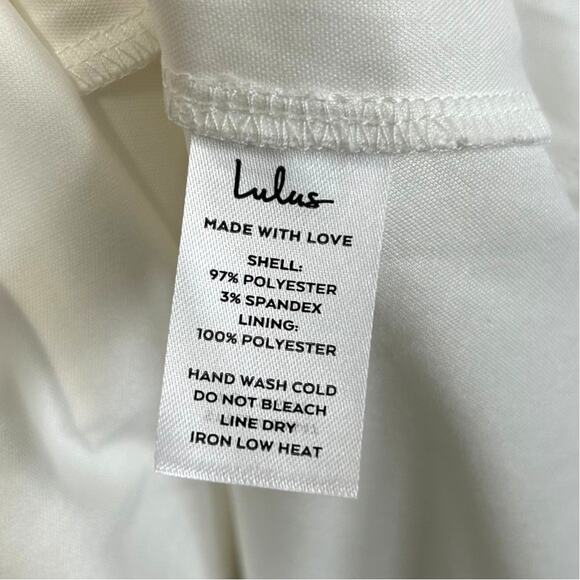 Lulus
MADE WITH LOVE
SHELL:
97% POLYESTER
3% SPANDEX
LINING:
100% POLYESTER
HAND WASH COLD
DO NOT BLEACH
LINE DRY
IRON LOW HEAT